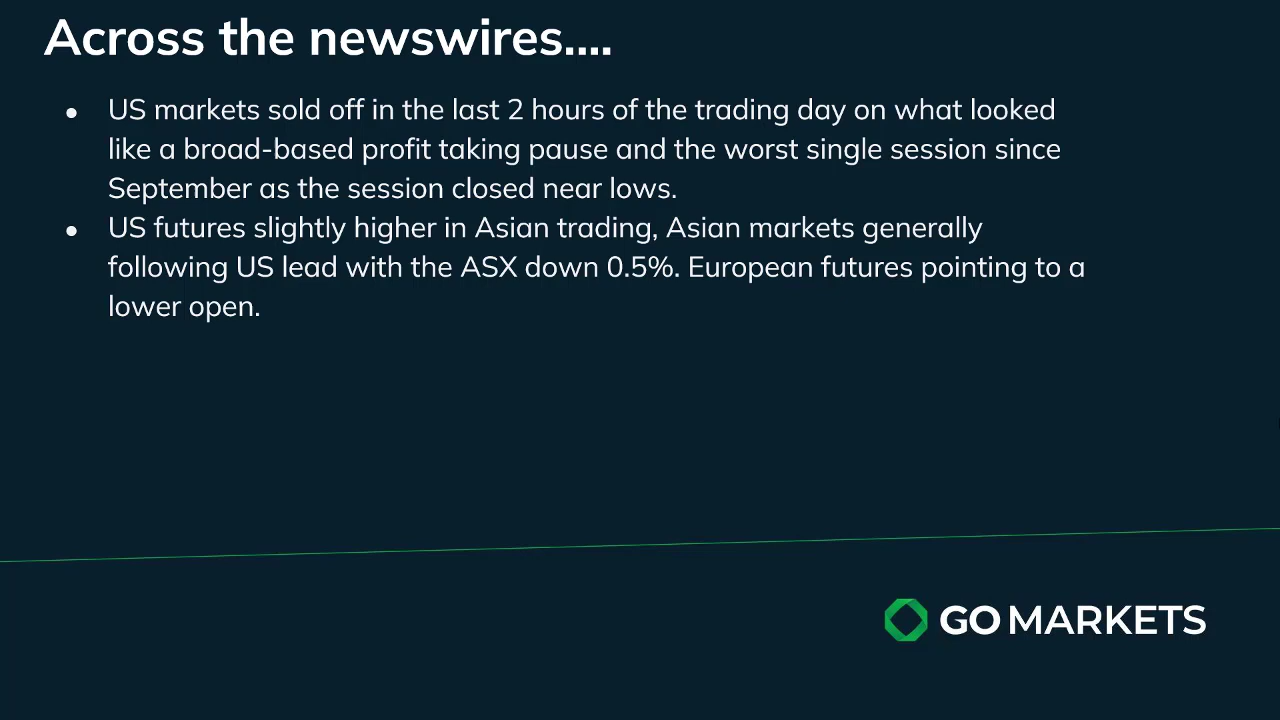 Across the newswires....
● US markets sold off in the last 2 hours of the trading day on what looked
like a broad-based profit taking pause and the worst single session since
September as the session closed near lows.
● US futures slightly higher in Asian trading, Asian markets generally
following US lead with the ASX down 0.5%. European futures pointing to a
lower open.
GO MARKETS